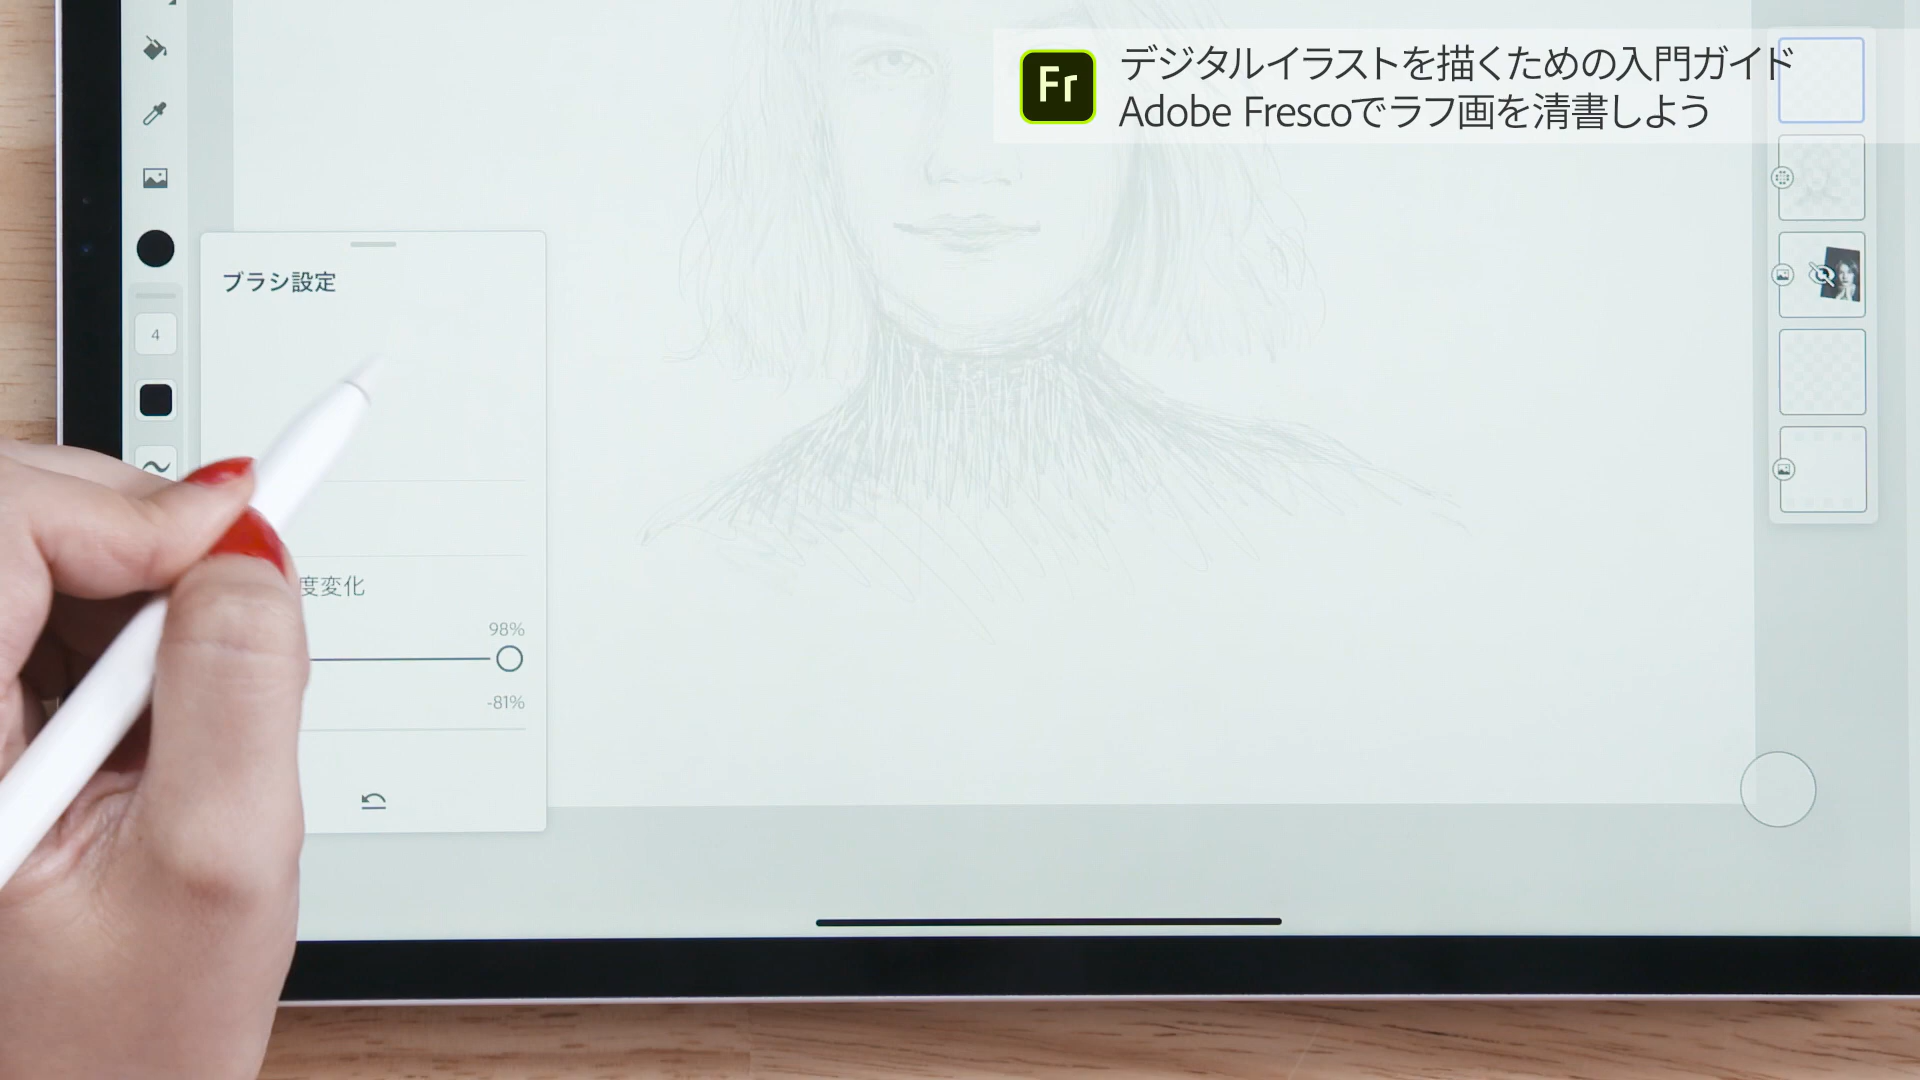 Fr
デジタルイラストを描くための入門ガイド
Adobe Frescoでラフ画を清書しよう
ブラシ設定
4
度変化
98%
-81%